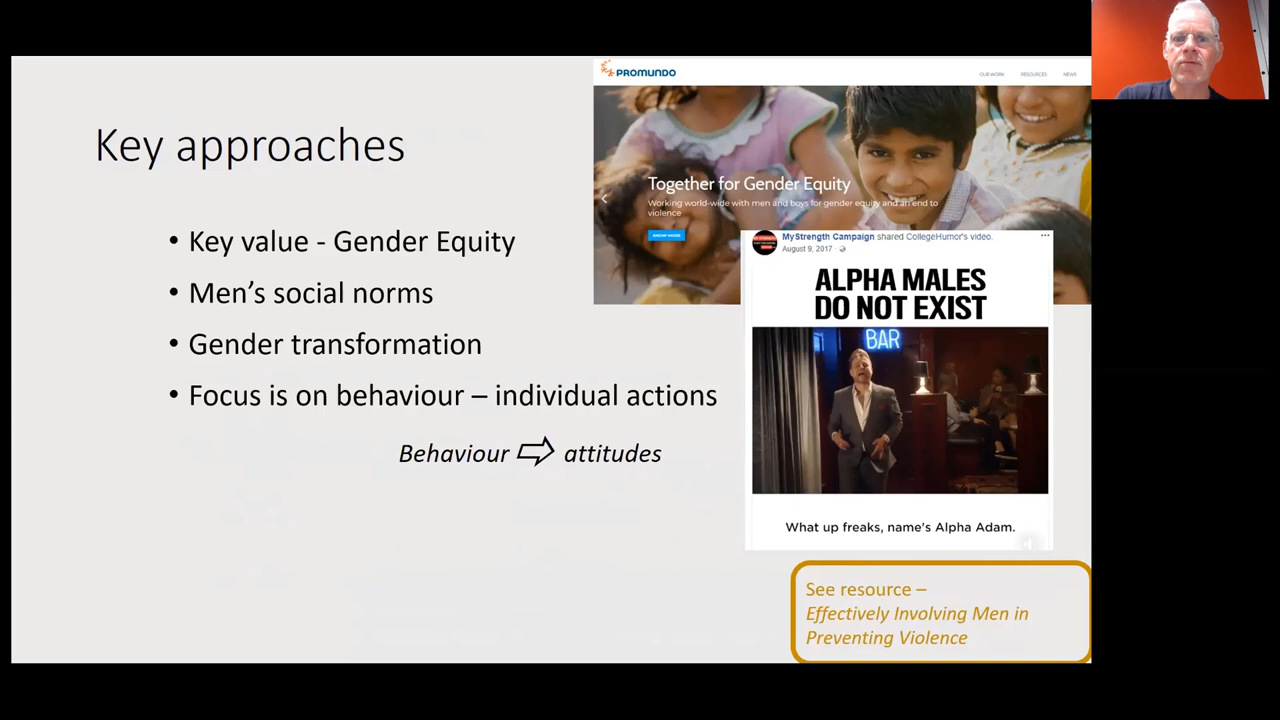 Key approaches
• Key value - Gender Equity
• Men's social norms
• Gender transformation
• Focus is on behaviour – individual actions
Behaviour ⇨ attitudes
PROMUNDO
OUR WORK RESOURCES NEWS
Together for Gender Equity
Working world-wide with men and boys for gender equity and an end to
violence
KNOW MORE
MyStrength Campaign shared CollegeHumor's video.
August 9, 2017
ALPHA MALES
DO NOT EXIST
BAR
What up freaks, name's Alpha Adam.
See resource –
Effectively Involving Men in
Preventing Violence